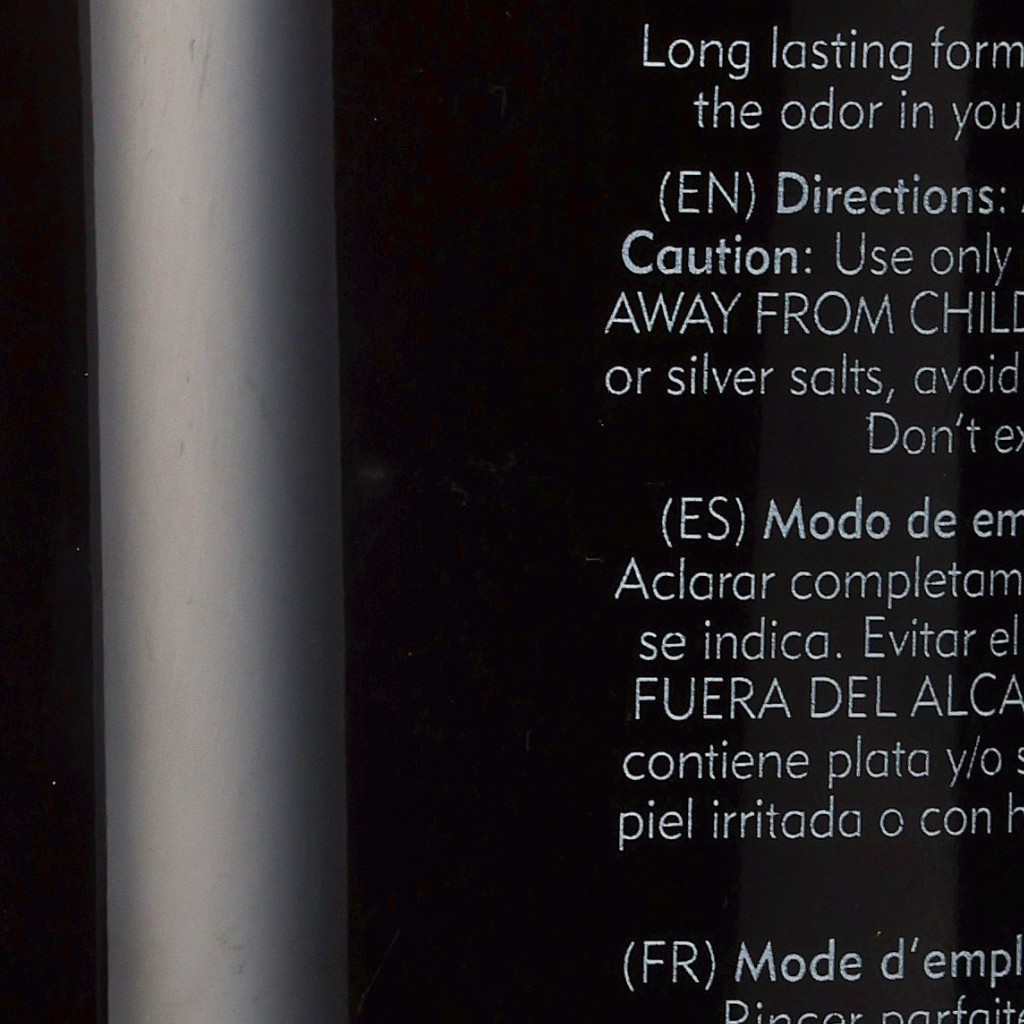 Long lasting form
the odor in you
(EN) Directions:
Caution: Use only
AWAY FROM CHILD
or silver salts, avoid
Don't ex
(ES) Modo de em
Aclarar completam
se indica. Evitar el
FUERA DEL ALCA
contiene plata y/o s
piel irritada o con h
(FR) Mode d'empl
Rincer parfaite